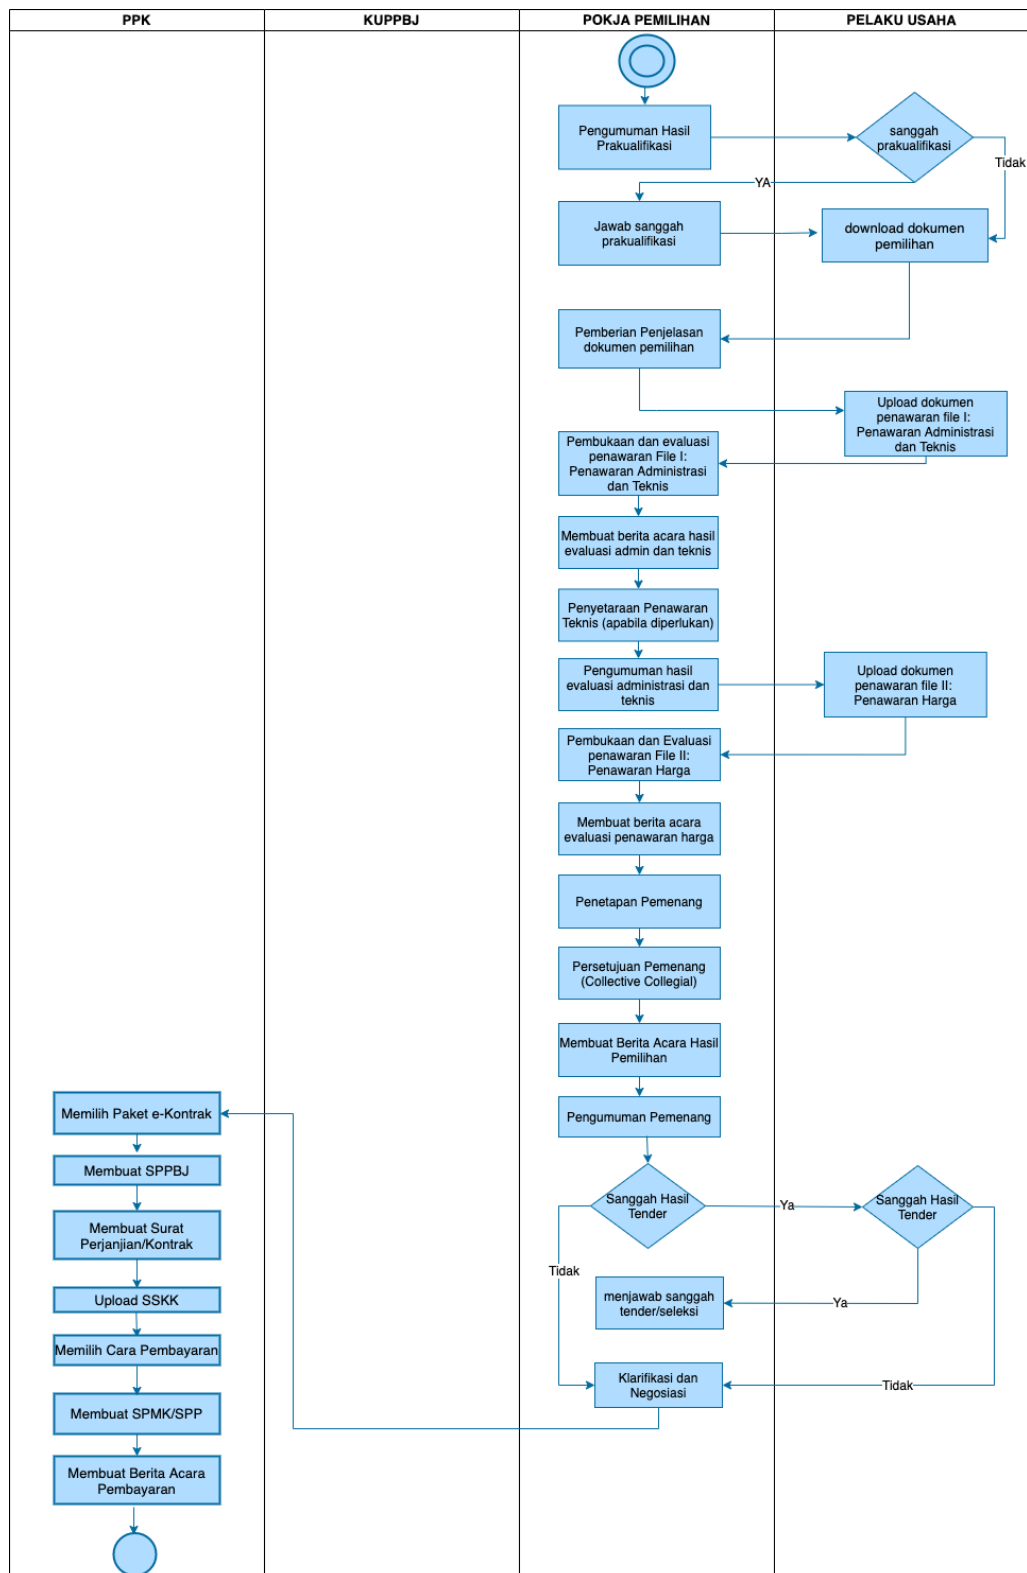 PPK
KUPPBJ
POKJA PEMILIHAN
PELAKU USAHA
Pengumuman Hasil
Prakualifikasi
sanggah
prakualifikasi
Tidak
YA
Jawab sanggah
prakualifikasi
download dokumen
pemilihan
Pemberian Penjelasan
dokumen pemilihan
Upload dokumen
penawaran file I:
Penawaran Administrasi
dan Teknis
Pembukaan dan evaluasi
penawaran File I:
Penawaran Administrasi
dan Teknis
Membuat berita acara hasil
evaluasi admin dan teknis
Penyetaraan Penawaran
Teknis (apabila diperlukan)
Pengumuman hasil
evaluasi administrasi dan
teknis
Upload dokumen
penawaran file II:
Penawaran Harga
Pembukaan dan Evaluasi
penawaran File II:
Penawaran Harga
Membuat berita acara
evaluasi penawaran harga
Penetapan Pemenang
Persetujuan Pemenang
(Collective Collegial)
Membuat Berita Acara Hasil
Pemilihan
Pengumuman Pemenang
Sanggah Hasil
Tender
Ya
Sanggah Hasil
Tender
Tidak
menjawab sanggah
tender/seleksi
Ya
Klarifikasi dan
Negosiasi
Tidak
Memilih Paket e-Kontrak
Membuat SPPBJ
Membuat Surat
Perjanjian/Kontrak
Upload SSKK
Memilih Cara Pembayaran
Membuat SPMK/SPP
Membuat Berita Acara
Pembayaran